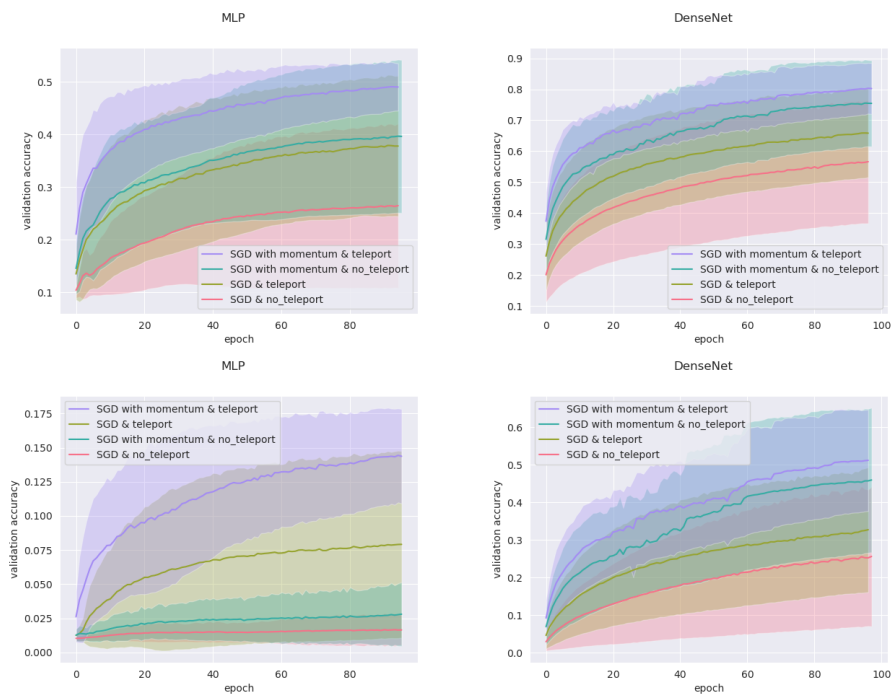 MLP
0.5
0.4
0.3
0.2
0.1
validation accuracy
SGD with momentum & teleport
SGD with momentum & no_teleport
SGD & teleport
SGD & no_teleport
0 20 40 60 80
epoch
DenseNet
0.9
0.8
0.7
0.6
0.5
0.4
0.3
0.2
0.1
validation accuracy
SGD with momentum & teleport
SGD with momentum & no_teleport
SGD & teleport
SGD & no_teleport
0 20 40 60 80 100
epoch
MLP
SGD with momentum & teleport
SGD & teleport
SGD with momentum & no_teleport
SGD & no_teleport
0.175
0.150
0.125
0.100
0.075
0.050
0.025
0.000
validation accuracy
0 20 40 60 80
epoch
DenseNet
SGD with momentum & teleport
SGD with momentum & no_teleport
SGD & teleport
SGD & no_teleport
0.6
0.5
0.4
0.3
0.2
0.1
0.0
validation accuracy
0 20 40 60 80 100
epoch